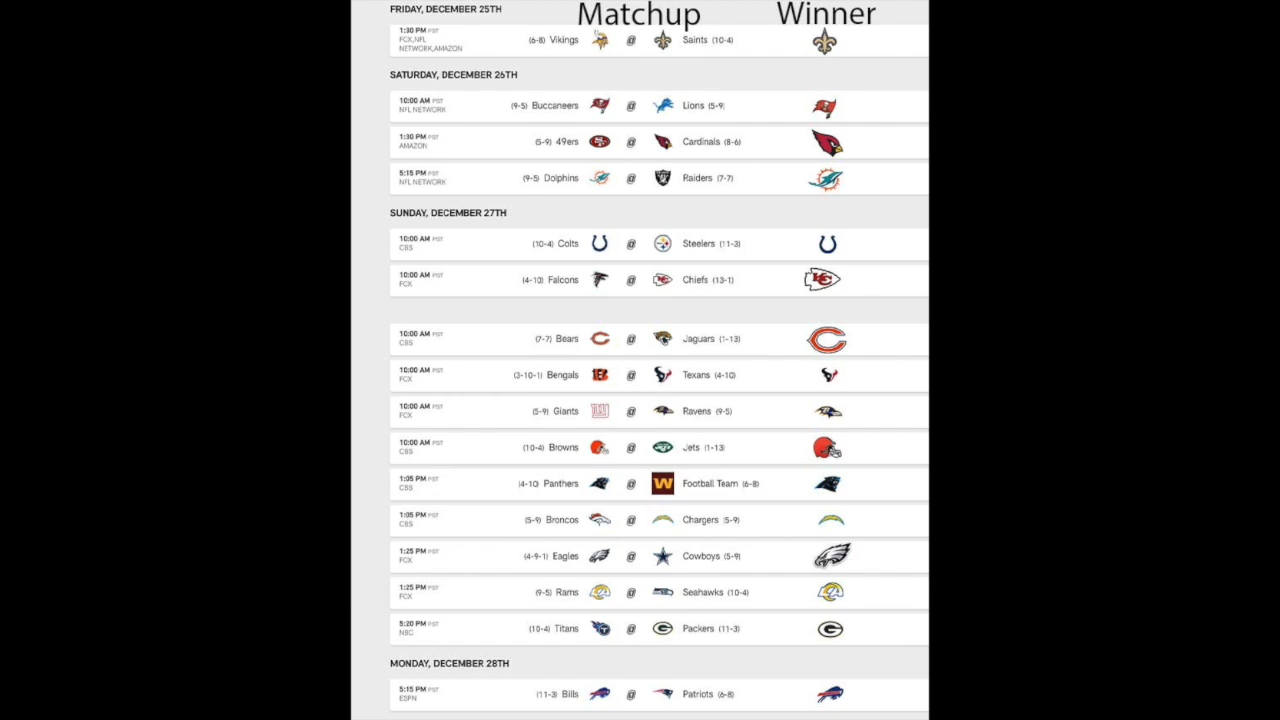 FRIDAY, DECEMBER 25TH
Matchup Winner
1:30 PM PST
FCX,NFL
NETWORK,AMAZON
(6-8) Vikings @ Saints (10-4)
SATURDAY, DECEMBER 26TH
10:00 AM PST
NFL NETWORK
(9-5) Buccaneers @ Lions (5-9)
1:30 PM PST
AMAZON
(5-9) 49ers @ Cardinals (8-6)
5:15 PM PST
NFL NETWORK
(9-5) Dolphins @ Raiders (7-7)
SUNDAY, DECEMBER 27TH
10:00 AM PST
CBS
(10-4) Colts @ Steelers (11-3)
10:00 AM PST
FCX
(4-10) Falcons @ Chiefs (13-1)
10:00 AM PST
CBS
(7-7) Bears @ Jaguars (1-13)
10:00 AM PST
FCX
(3-10-1) Bengals @ Texans (4-10)
10:00 AM PST
FCX
(5-9) Giants @ Ravens (9-5)
10:00 AM PST
CBS
(10-4) Browns @ Jets (1-13)
1:05 PM PST
CBS
(4-10) Panthers @ W Football Team (6-8)
1:05 PM PST
CBS
(5-9) Broncos @ Chargers (5-9)
1:25 PM PST
FCX
(4-9-1) Eagles @ Cowboys (5-9)
1:25 PM PST
FCX
(9-5) Rams @ Seahawks (10-4)
5:20 PM PST
NBC
(10-4) Titans @ Packers (11-3)
MONDAY, DECEMBER 28TH
5:15 PM PST
ESPN
(11-3) Bills @ Patriots (6-8)